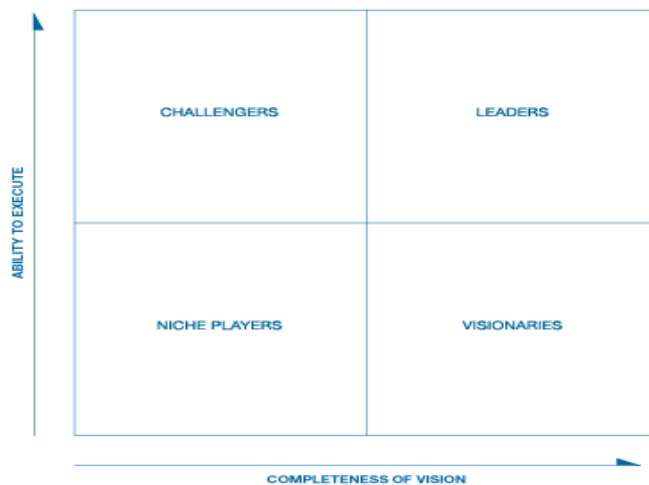 CHALLENGERS
LEADERS
ABILITY TO EXECUTE
NICHE PLAYERS
VISIONARIES
COMPLETENESS OF VISION